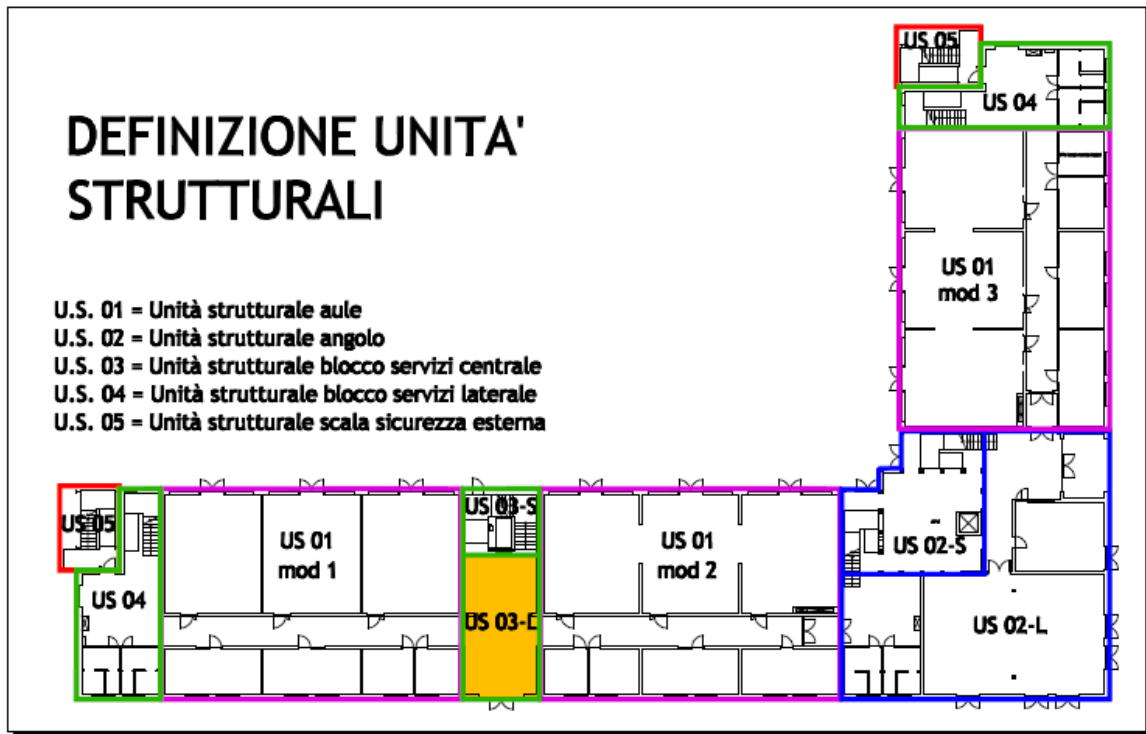 DEFINIZIONE UNITA'
STRUTTURALI
U.S. 01 = Unità strutturale aule
U.S. 02 = Unità strutturale angolo
U.S. 03 = Unità strutturale blocco servizi centrale
U.S. 04 = Unità strutturale blocco servizi laterale
U.S. 05 = Unità strutturale scala sicurezza esterna
US 05
US 04
US 01
mod 3
US 05
US 04
US 01
mod 1
US 03-S
US 03-C
US 01
mod 2
US 02-S
US 02-L